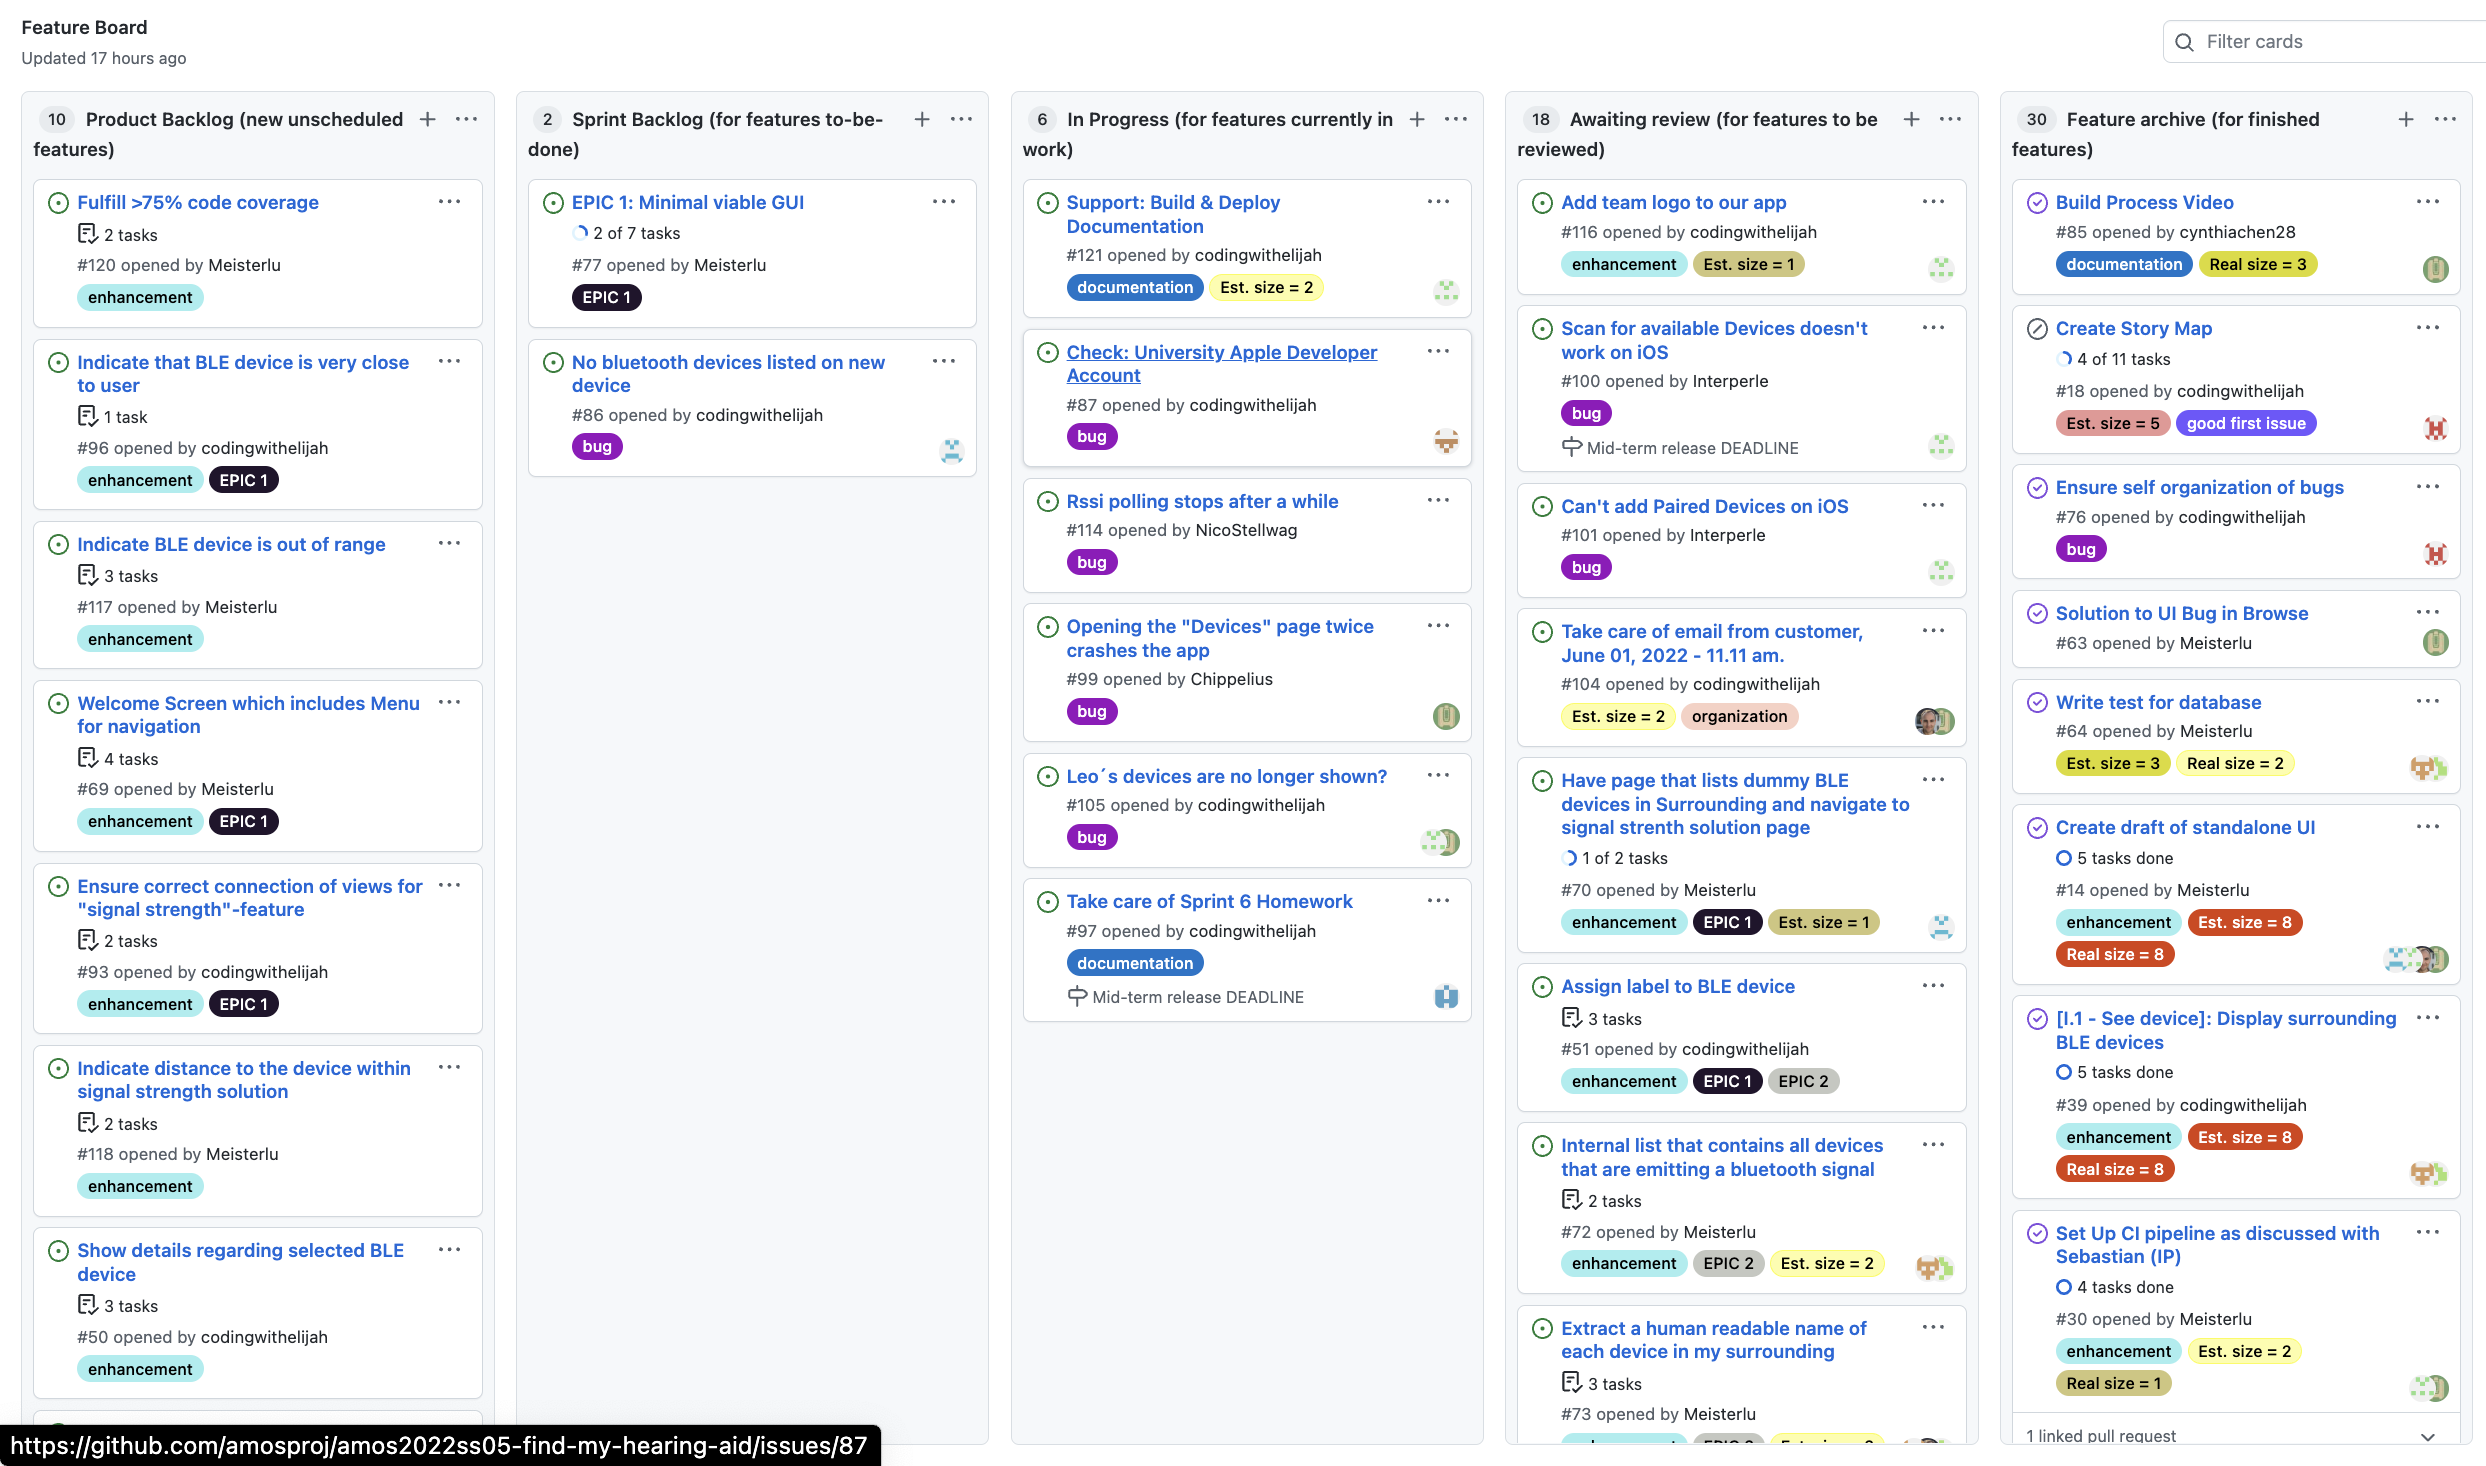 Feature Board
Updated 17 hours ago
Filter cards
10 Product Backlog (new unscheduled
features)
Fulfill >75% code coverage
2 tasks
#120 opened by Meisterlu
enhancement
Indicate that BLE device is very close
to user
1 task
#96 opened by codingwithelijah
enhancement EPIC 1
Indicate BLE device is out of range
3 tasks
#117 opened by Meisterlu
enhancement
Welcome Screen which includes Menu
for navigation
4 tasks
#69 opened by Meisterlu
enhancement EPIC 1
Ensure correct connection of views for
"signal strength"-feature
2 tasks
#93 opened by codingwithelijah
enhancement EPIC 1
Indicate distance to the device within
signal strength solution
2 tasks
#118 opened by Meisterlu
enhancement
Show details regarding selected BLE
device
3 tasks
#50 opened by codingwithelijah
enhancement
2 Sprint Backlog (for features to-be-
done)
EPIC 1: Minimal viable GUI
2 of 7 tasks
#77 opened by Meisterlu
EPIC 1
No bluetooth devices listed on new
device
#86 opened by codingwithelijah
bug
6 In Progress (for features currently in
work)
Support: Build & Deploy
Documentation
#121 opened by codingwithelijah
documentation Est. size = 2
Check: University Apple Developer
Account
#87 opened by codingwithelijah
bug
Rssi polling stops after a while
#114 opened by NicoStellwag
bug
Opening the "Devices" page twice
crashes the app
#99 opened by Chippelius
bug
Leo´s devices are no longer shown?
#105 opened by codingwithelijah
bug
Take care of Sprint 6 Homework
#97 opened by codingwithelijah
documentation
Mid-term release DEADLINE
18 Awaiting review (for features to be
reviewed)
Add team logo to our app
#116 opened by codingwithelijah
enhancement Est. size = 1
Scan for available Devices doesn't
work on iOS
#100 opened by Interperle
bug
Mid-term release DEADLINE
Can't add Paired Devices on iOS
#101 opened by Interperle
bug
Take care of email from customer,
June 01, 2022 - 11.11 am.
#104 opened by codingwithelijah
Est. size = 2 organization
Have page that lists dummy BLE
devices in Surrounding and navigate to
signal strenth solution page
1 of 2 tasks
#70 opened by Meisterlu
enhancement EPIC 1 Est. size = 1
Assign label to BLE device
3 tasks
#51 opened by codingwithelijah
enhancement EPIC 1 EPIC 2
Internal list that contains all devices
that are emitting a bluetooth signal
2 tasks
#72 opened by Meisterlu
enhancement EPIC 2 Est. size = 2
Extract a human readable name of
each device in my surrounding
3 tasks
#73 opened by Meisterlu
30 Feature archive (for finished
features)
Build Process Video
#85 opened by cynthiachen28
documentation Real size = 3
Create Story Map
4 of 11 tasks
#18 opened by codingwithelijah
Est. size = 5 good first issue
Ensure self organization of bugs
#76 opened by codingwithelijah
bug
Solution to UI Bug in Browse
#63 opened by Meisterlu
Write test for database
#64 opened by Meisterlu
Est. size = 3 Real size = 2
Create draft of standalone UI
5 tasks done
#14 opened by Meisterlu
enhancement Est. size = 8
Real size = 8
[I.1 - See device]: Display surrounding
BLE devices
5 tasks done
#39 opened by codingwithelijah
enhancement Est. size = 8
Real size = 8
Set Up CI pipeline as discussed with
Sebastian (IP)
4 tasks done
#30 opened by Meisterlu
enhancement Est. size = 2
Real size = 1
1 linked pull request
https://github.com/amosproj/amos2022ss05-find-my-hearing-aid/issues/87